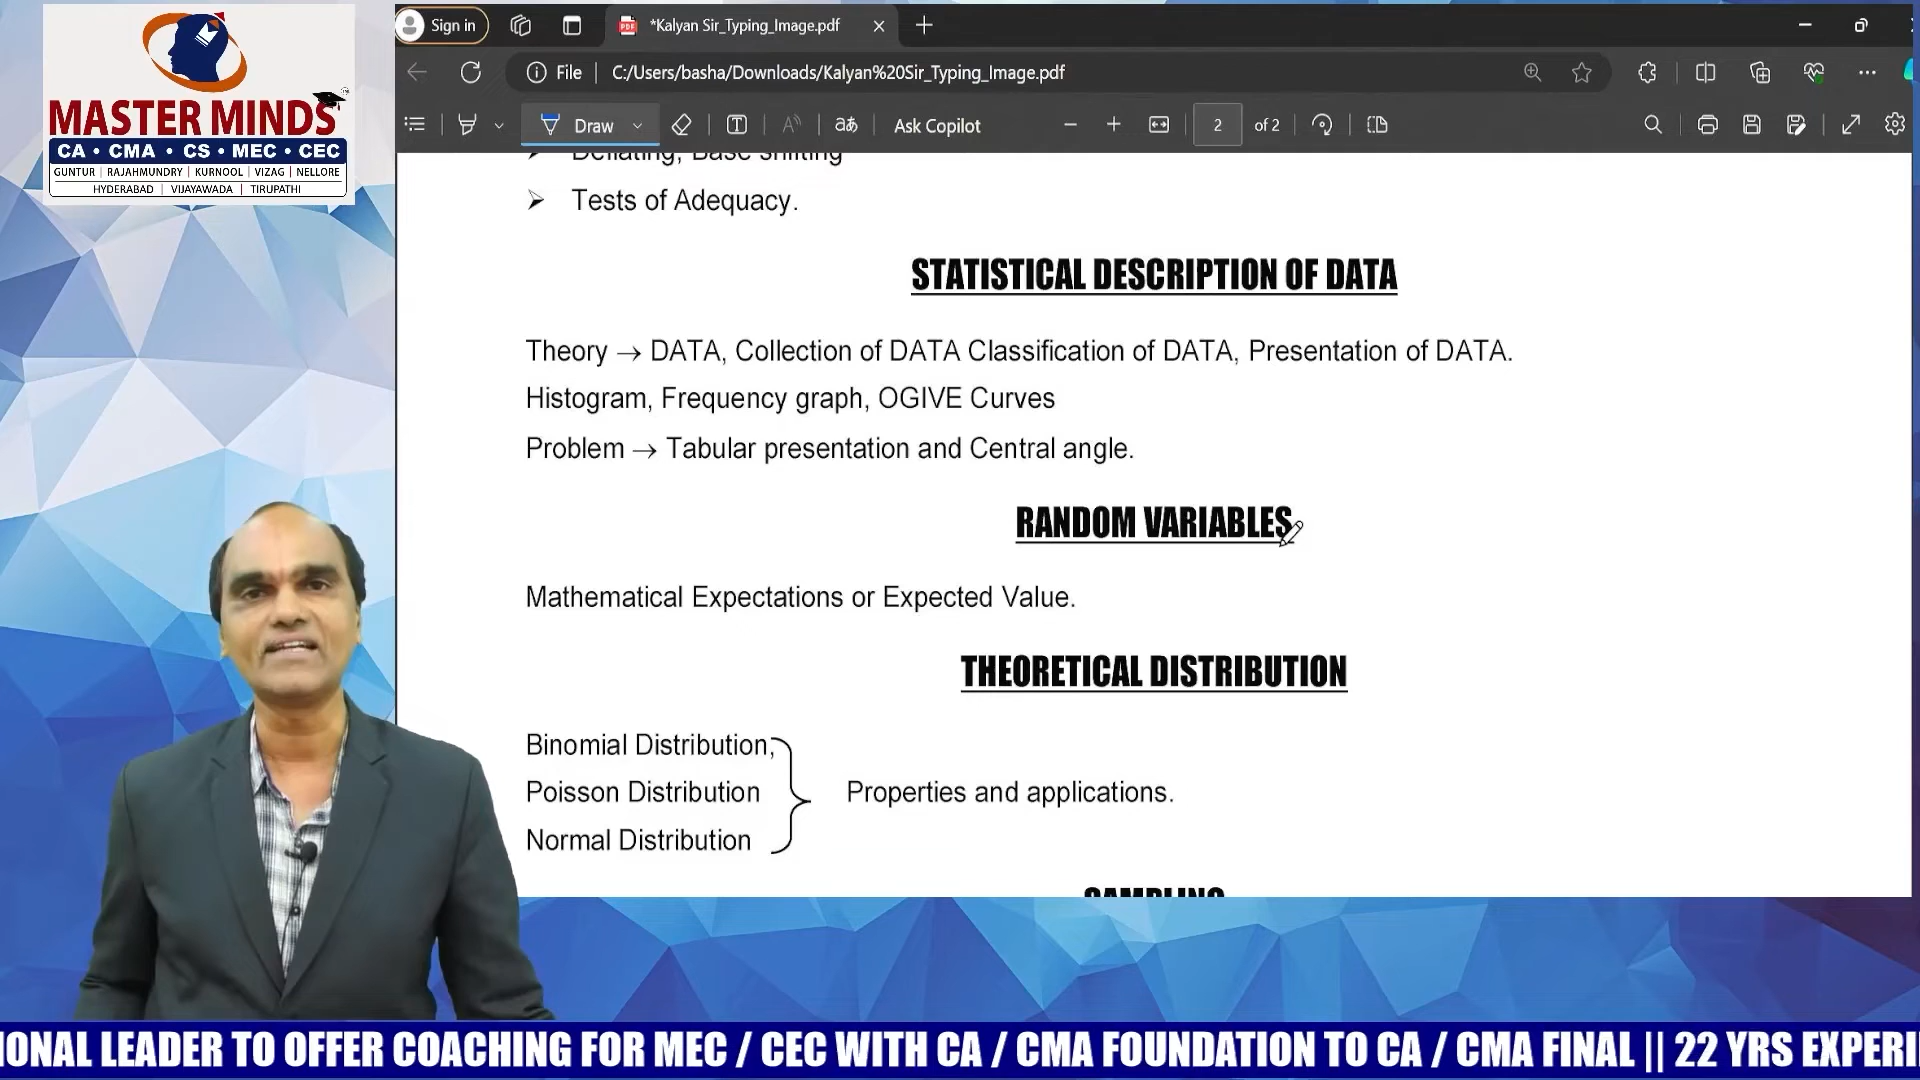 MASTER MINDS
CA • CMA • CS • MEC • CEC
GUNTUR | RAJAHMUNDRY | KURNOOL | VIZAG | NELLORE
HYDERABAD | VIJAYAWADA | TIRUPATHI
Sign in
*Kalyan Sir_Typing_Image.pdf
File
C:/Users/basha/Downloads/Kalyan%20Sir_Typing_Image.pdf
Draw
Ask Copilot
2 of 2
Deflating, Base shifting
Tests of Adequacy.
STATISTICAL DESCRIPTION OF DATA
Theory → DATA, Collection of DATA Classification of DATA, Presentation of DATA.
Histogram, Frequency graph, OGIVE Curves
Problem → Tabular presentation and Central angle.
RANDOM VARIABLES
Mathematical Expectations or Expected Value.
THEORETICAL DISTRIBUTION
Binomial Distribution,
Poisson Distribution
Properties and applications.
Normal Distribution
SAMPLING
IONAL LEADER TO OFFER COACHING FOR MEC / CEC WITH CA / CMA FOUNDATION TO CA / CMA FINAL || 22 YRS EXPERI